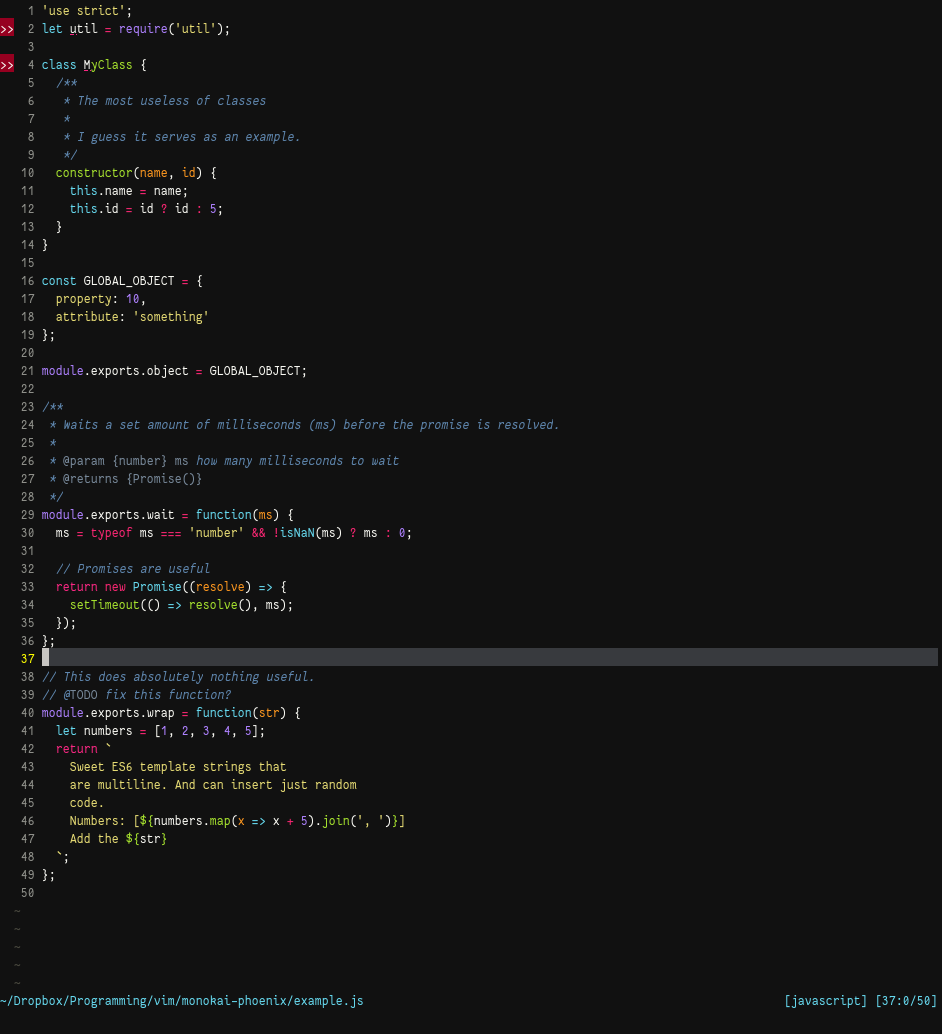 1 'use strict';
>> 2 let util = require('util');
3
>> 4 class MyClass {
5   /**
6    * The most useless of classes
7    *
8    * I guess it serves as an example.
9    */
10   constructor(name, id) {
11     this.name = name;
12     this.id = id ? id : 5;
13   }
14 }
15
16 const GLOBAL_OBJECT = {
17   property: 10,
18   attribute: 'something'
19 };
20
21 module.exports.object = GLOBAL_OBJECT;
22
23 /**
24  * Waits a set amount of milliseconds (ms) before the promise is resolved.
25  *
26  * @param {number} ms how many milliseconds to wait
27  * @returns {Promise()}
28  */
29 module.exports.wait = function(ms) {
30   ms = typeof ms === 'number' && !isNaN(ms) ? ms : 0;
31
32   // Promises are useful
33   return new Promise((resolve) => {
34     setTimeout(() => resolve(), ms);
35   });
36 };
37
38 // This does absolutely nothing useful.
39 // @TODO fix this function?
40 module.exports.wrap = function(str) {
41   let numbers = [1, 2, 3, 4, 5];
42   return `
43     Sweet ES6 template strings that
44     are multiline. And can insert just random
45     code.
46     Numbers: [${numbers.map(x => x + 5).join(', ')}]
47     Add the ${str}
48   `;
49 };
50
~
~
~
~
~
~/Dropbox/Programming/vim/monokai-phoenix/example.js [javascript] [37:0/50]